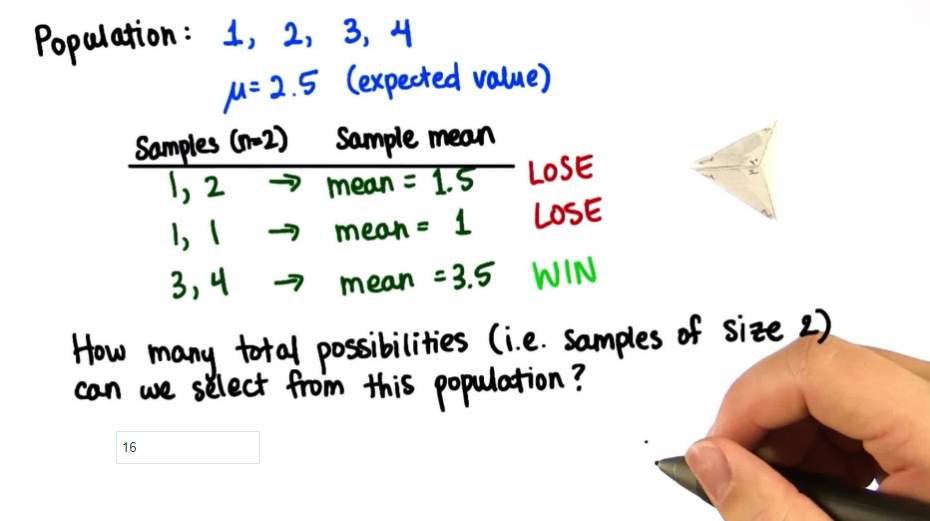 Population: 1, 2, 3, 4
μ = 2.5 (expected value)
Samples (n=2) Sample mean
1, 2 → mean = 1.5 LOSE
1, 1 → mean = 1 LOSE
3, 4 → mean = 3.5 WIN
How many total possibilities (i.e. samples of size 2)
can we select from this population?
16